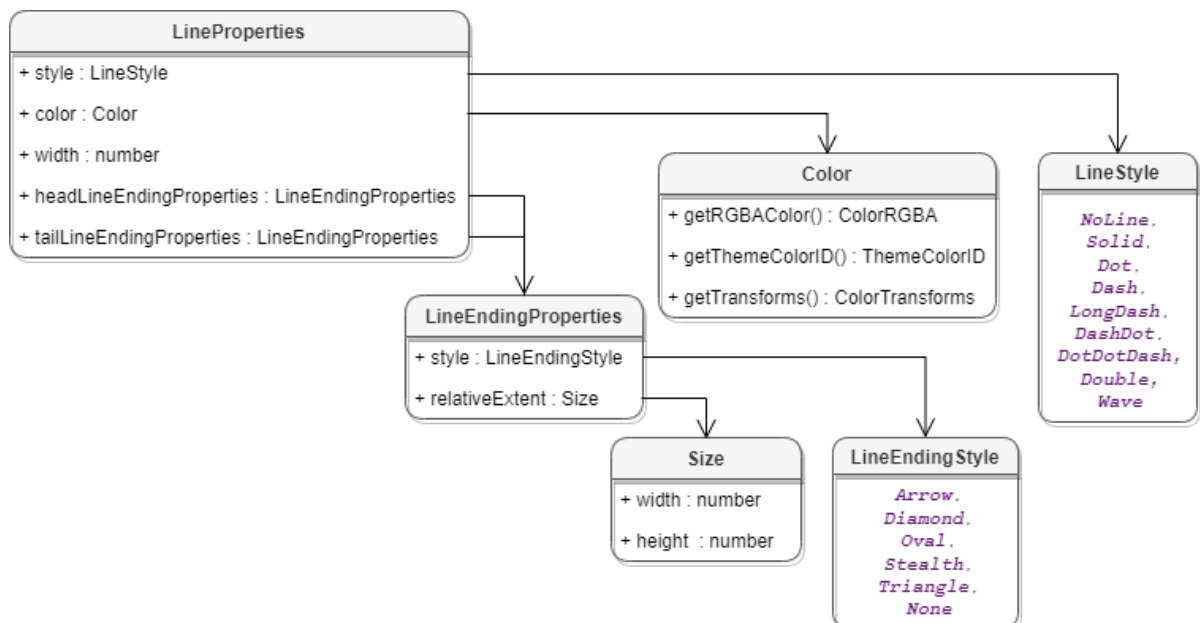 LineProperties
+ style : LineStyle
+ color : Color
+ width : number
+ headLineEndingProperties : LineEndingProperties
+ tailLineEndingProperties : LineEndingProperties
Color
+ getRGBAColor() : ColorRGBA
+ getThemeColorID() : ThemeColorID
+ getTransforms() : ColorTransforms
LineStyle
NoLine,
Solid,
Dot,
Dash,
LongDash,
DashDot,
DotDotDash,
Double,
Wave
LineEndingProperties
+ style : LineEndingStyle
+ relativeExtent : Size
Size
+ width : number
+ height : number
LineEndingStyle
Arrow,
Diamond,
Oval,
Stealth,
Triangle,
None